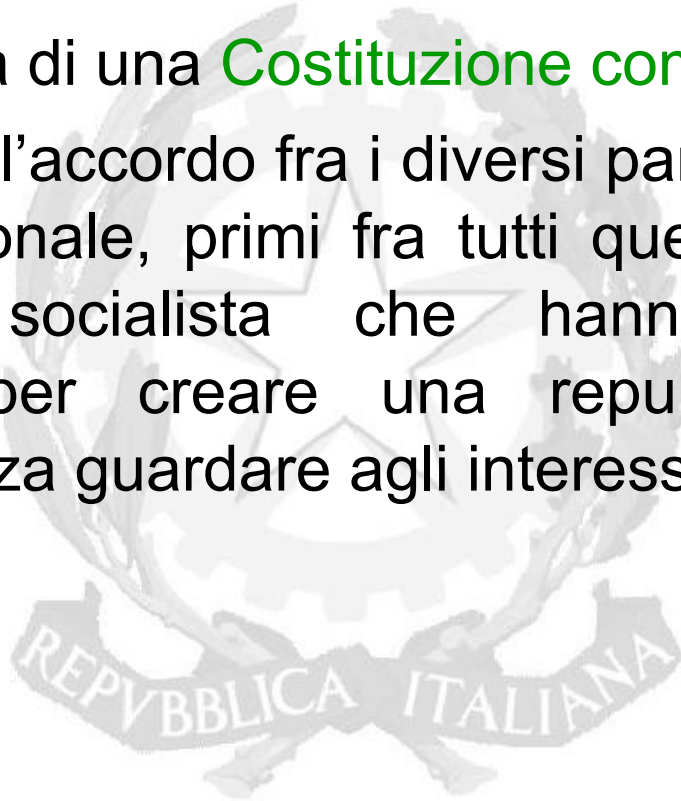 a di una Costituzione con
l’accordo fra i diversi par
onale, primi fra tutti que
socialista che hann
per creare una repu
za guardare agli interess
REPVBBLICA ITALIANA